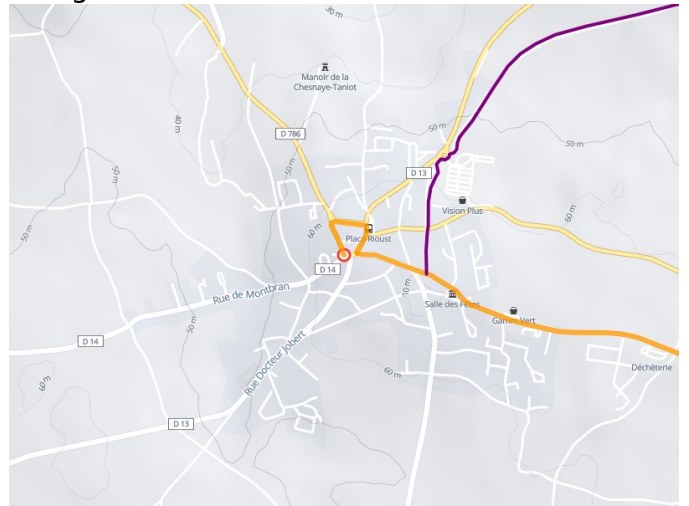 30 m
Manoir de la
Chesnaye-Taniot
40 m
D 786
50 m
50 m
50 m
D 13
50 m
Vision Plus
60 m
60 m
Place Rioust
D 14
Rue de Montbran
70 m
Salle des Fêtes
Gamm Vert
D 14
Rue Docteur Jobert
60 m
Déchèterie
60 m
D 13